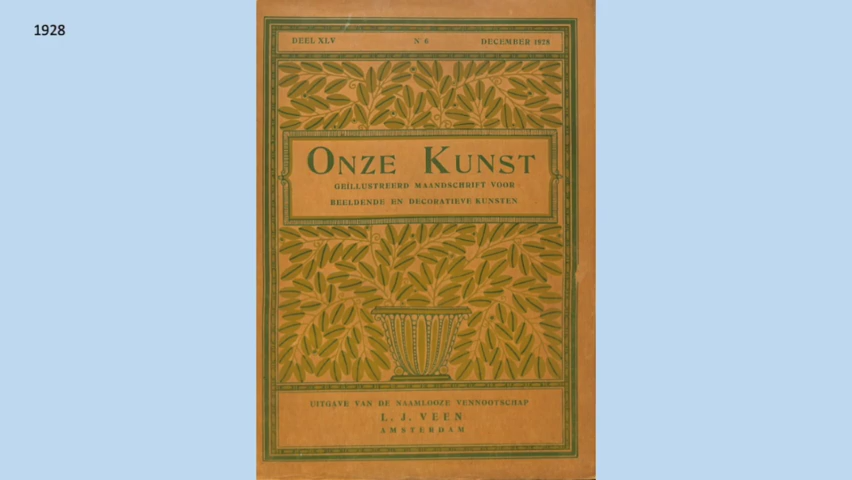 1928
DEEL XLV N 6 DECEMBER 1928
ONZE KUNST
GEÏLLUSTREERD MAANDSCHRIFT VOOR
BEELDENDE EN DECORATIEVE KUNSTEN
UITGAVE VAN DE NAAMLOOZE VENNOOTSCHAP
L. J. VEEN
AMSTERDAM